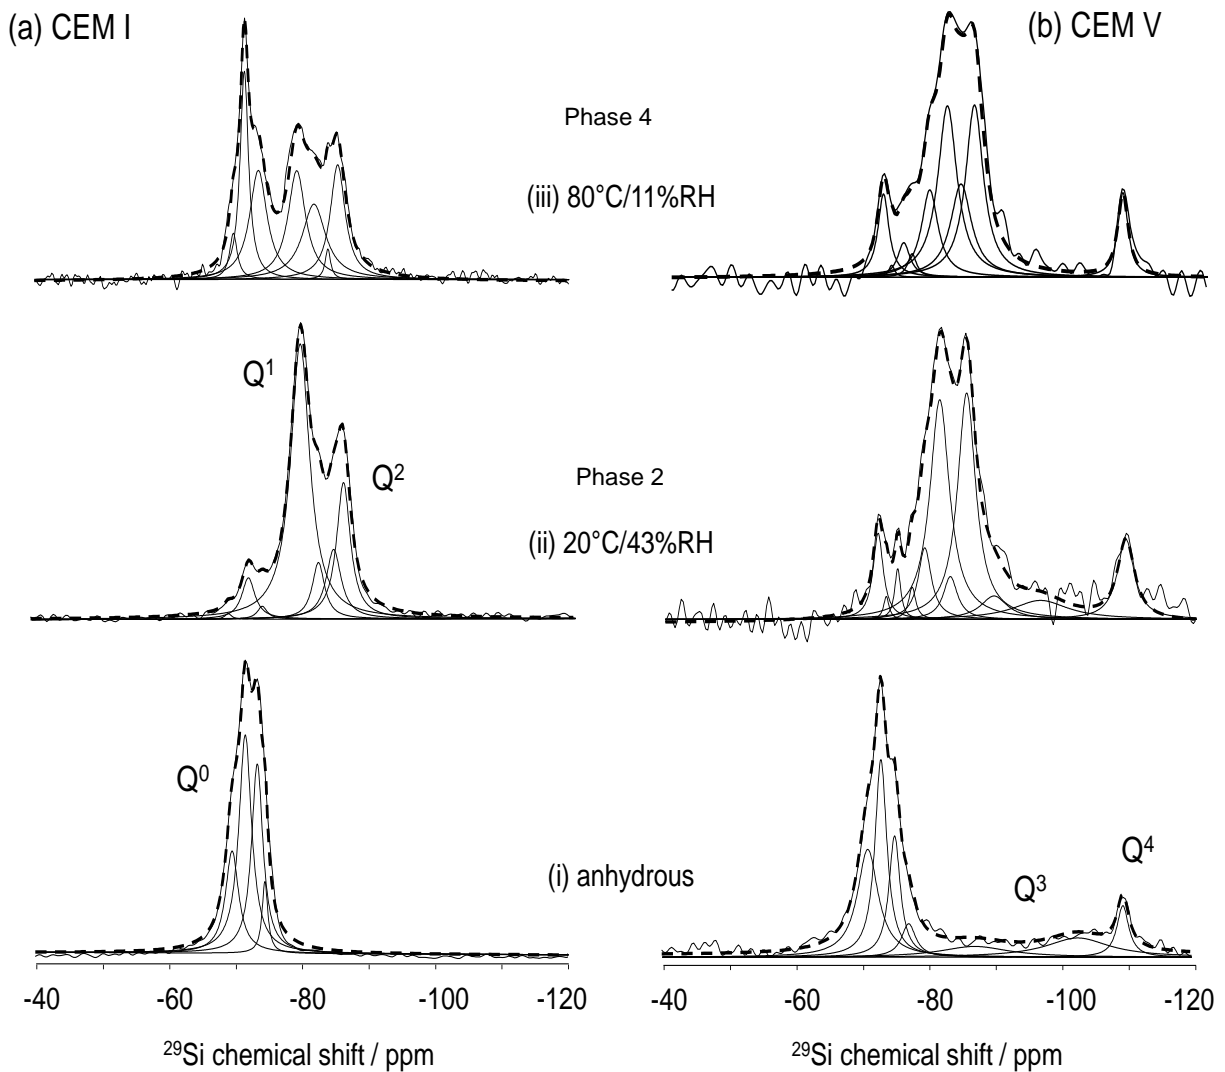 (a) CEM I
(b) CEM V
Phase 4
(iii) 80°C/11%RH
Q¹
Q²
Phase 2
(ii) 20°C/43%RH
Q⁰
(i) anhydrous
Q³
Q⁴
-40 -60 -80 -100 -120
-40 -60 -80 -100 -120
²⁹Si chemical shift / ppm
²⁹Si chemical shift / ppm